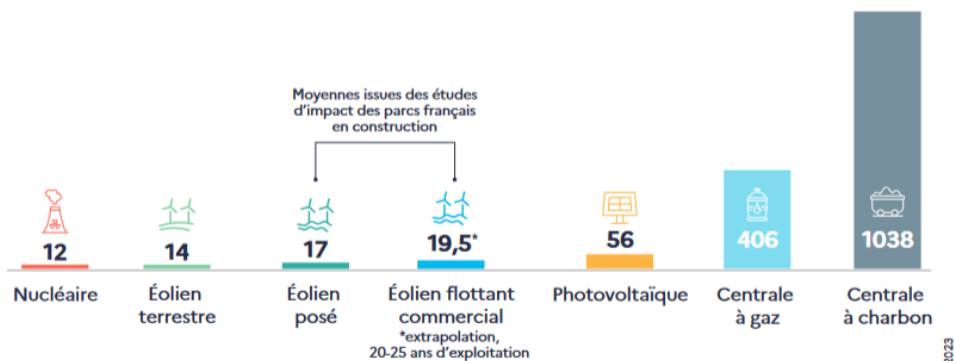 Moyennes issues des études
d'impact des parcs français
en construction
12
14
17
19,5*
56
406
1038
Nucléaire
Éolien
terrestre
Éolien
posé
Éolien flottant
commercial
*extrapolation,
20-25 ans d'exploitation
Photovoltaïque
Centrale
à gaz
Centrale
à charbon
2023